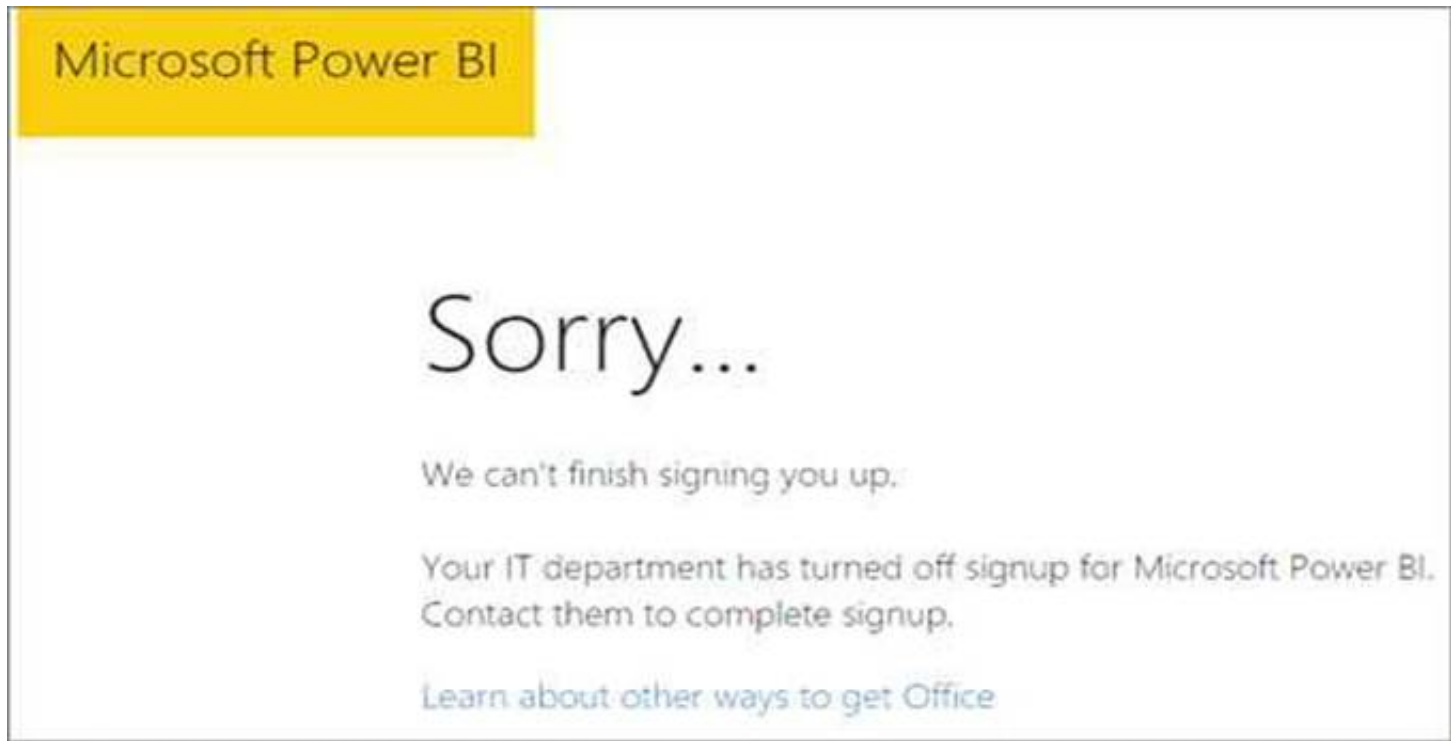 Microsoft Power BI
Sorry...
We can't finish signing you up.
Your IT department has turned off signup for Microsoft Power BI.
Contact them to complete signup.
Learn about other ways to get Office